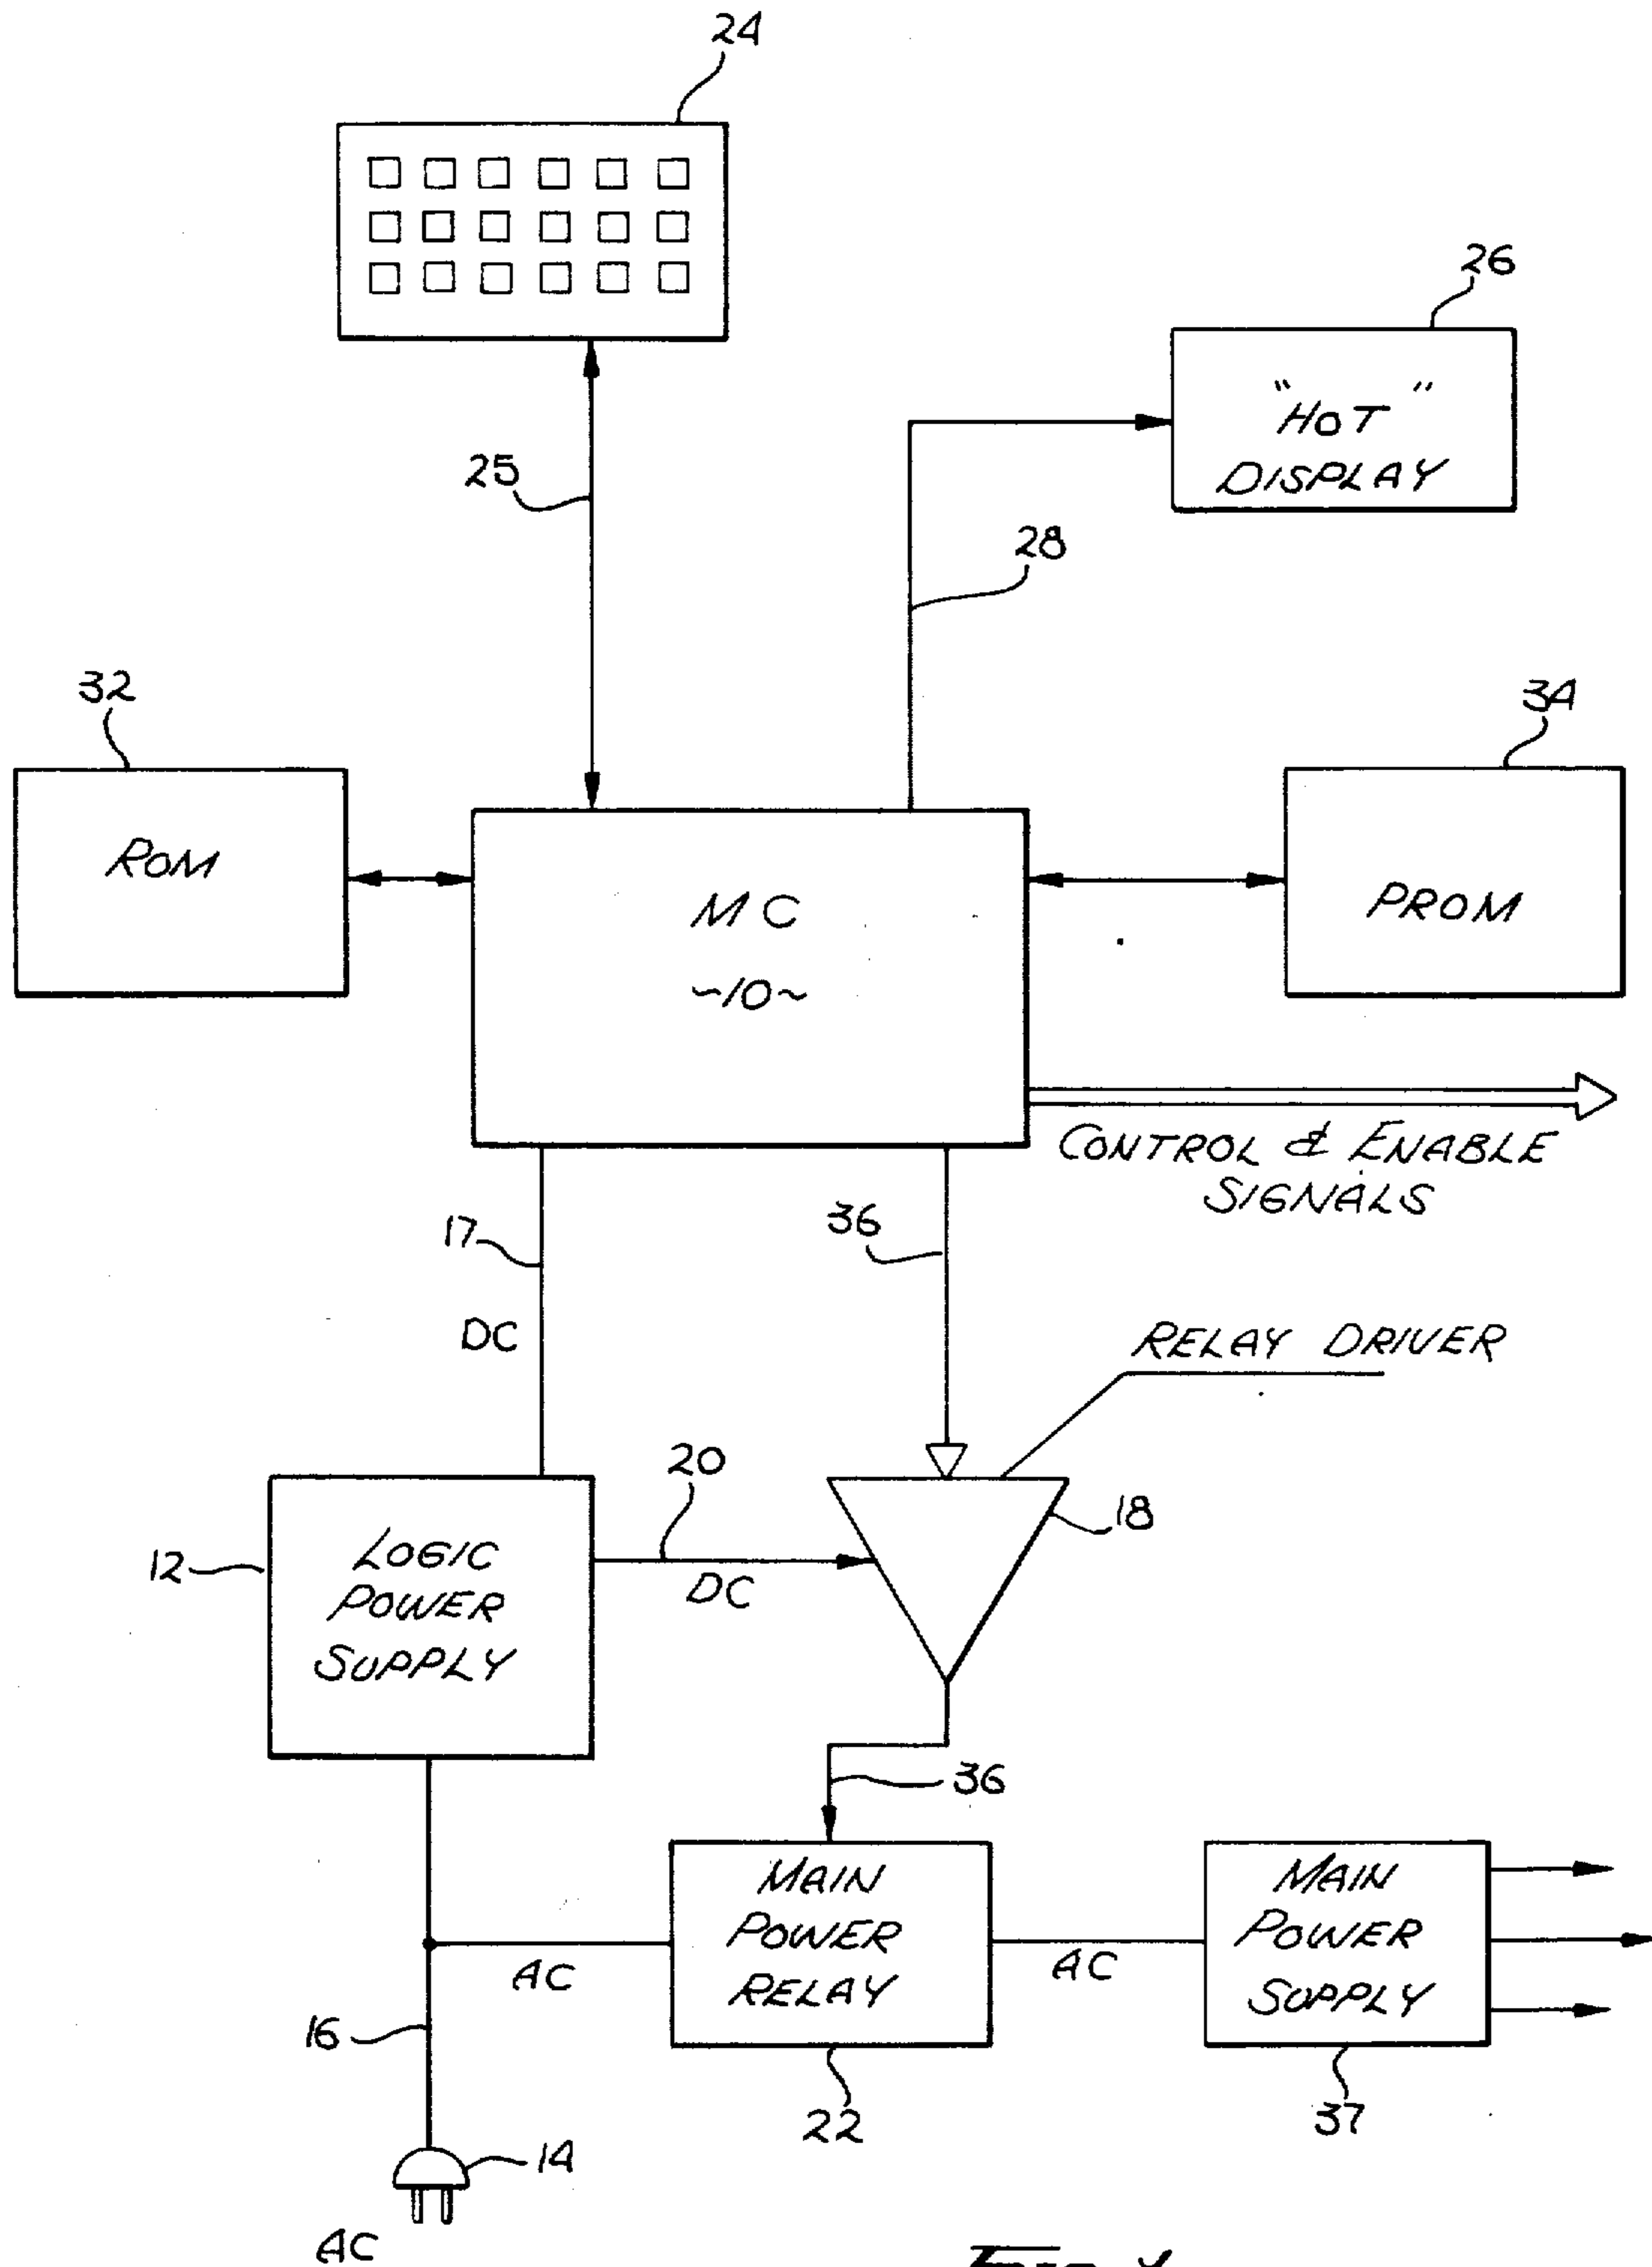 24
26
"HOT"
DISPLAY
25
28
32
34
ROM
MC
~10~
PROM
CONTROL & ENABLE
SIGNALS
17
36
DC
RELAY DRIVER
20
18
12
LOGIC
POWER
SUPPLY
DC
36
MAIN
POWER
RELAY
MAIN
POWER
SUPPLY
AC
AC
16
22
37
14
AC